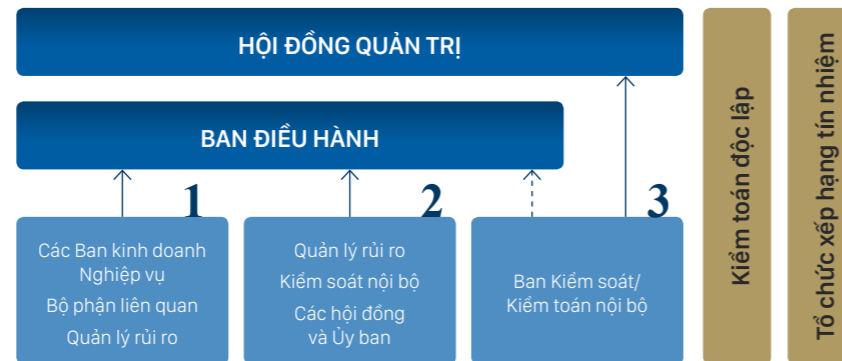 HỘI ĐỒNG QUẢN TRỊ
BAN ĐIỀU HÀNH
1
2
3
Các Ban kinh doanh
Nghiệp vụ
Bộ phận liên quan
Quản lý rủi ro
Quản lý rủi ro
Kiểm soát nội bộ
Các hội đồng
và Ủy ban
Ban Kiểm soát/
Kiểm toán nội bộ
Kiểm toán độc lập
Tổ chức xếp hạng tín nhiệm